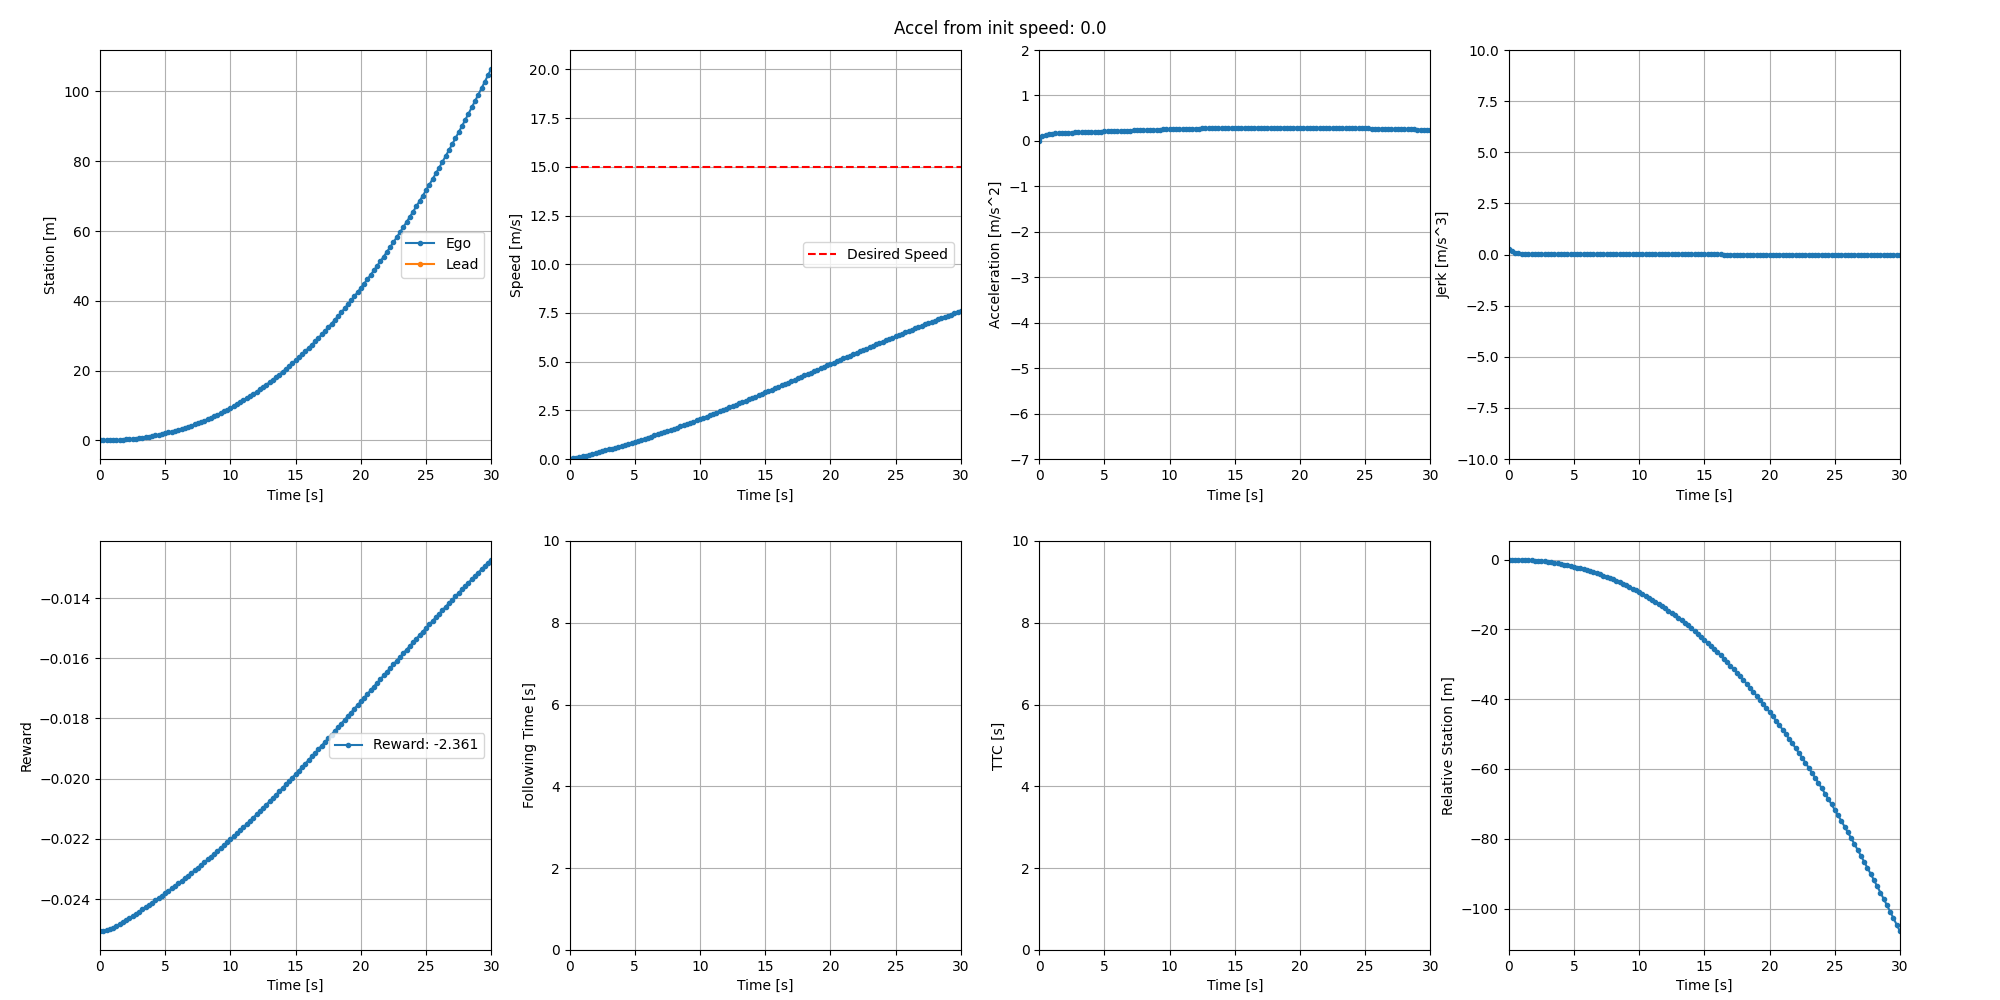 Accel from init speed: 0.0
Station [m]
100
80
60
40
20
0
Ego
Lead
0 5 10 15 20 25 30
Time [s]
Speed [m/s]
20.0
17.5
15.0
12.5
10.0
7.5
5.0
2.5
0.0
Desired Speed
0 5 10 15 20 25 30
Time [s]
Acceleration [m/s^2]
2
1
0
−1
−2
−3
−4
−5
−6
−7
0 5 10 15 20 25 30
Time [s]
Jerk [m/s^3]
10.0
7.5
5.0
2.5
0.0
−2.5
−5.0
−7.5
−10.0
0 5 10 15 20 25 30
Time [s]
Reward
−0.014
−0.016
−0.018
−0.020
−0.022
−0.024
Reward: -2.361
0 5 10 15 20 25 30
Time [s]
Following Time [s]
10
8
6
4
2
0
0 5 10 15 20 25 30
Time [s]
TTC [s]
10
8
6
4
2
0
0 5 10 15 20 25 30
Time [s]
Relative Station [m]
0
−20
−40
−60
−80
−100
0 5 10 15 20 25 30
Time [s]